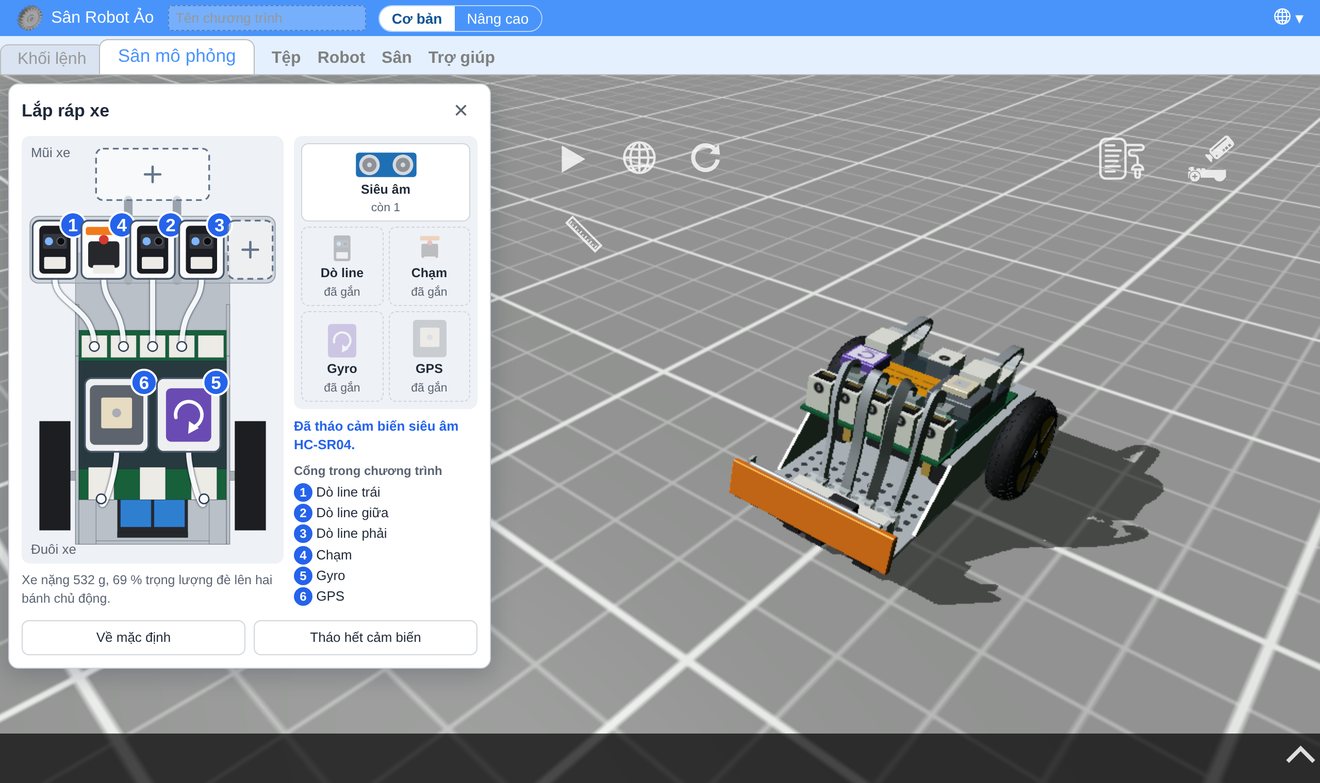 Sân Robot Ảo
Tên chương trình
Cơ bản
Nâng cao
Khối lệnh
Sân mô phỏng
Tệp
Robot
Sân
Trợ giúp
Lắp ráp xe
Mũi xe
1
4
2
3
6
5
Đuôi xe
Xe nặng 532 g, 69 % trọng lượng đè lên hai
bánh chủ động.
Siêu âm
còn 1
Dò line
đã gắn
Chạm
đã gắn
Gyro
đã gắn
GPS
đã gắn
Đã tháo cảm biến siêu âm
HC-SR04.
Cổng trong chương trình
1 Dò line trái
2 Dò line giữa
3 Dò line phải
4 Chạm
5 Gyro
6 GPS
Về mặc định
Tháo hết cảm biến